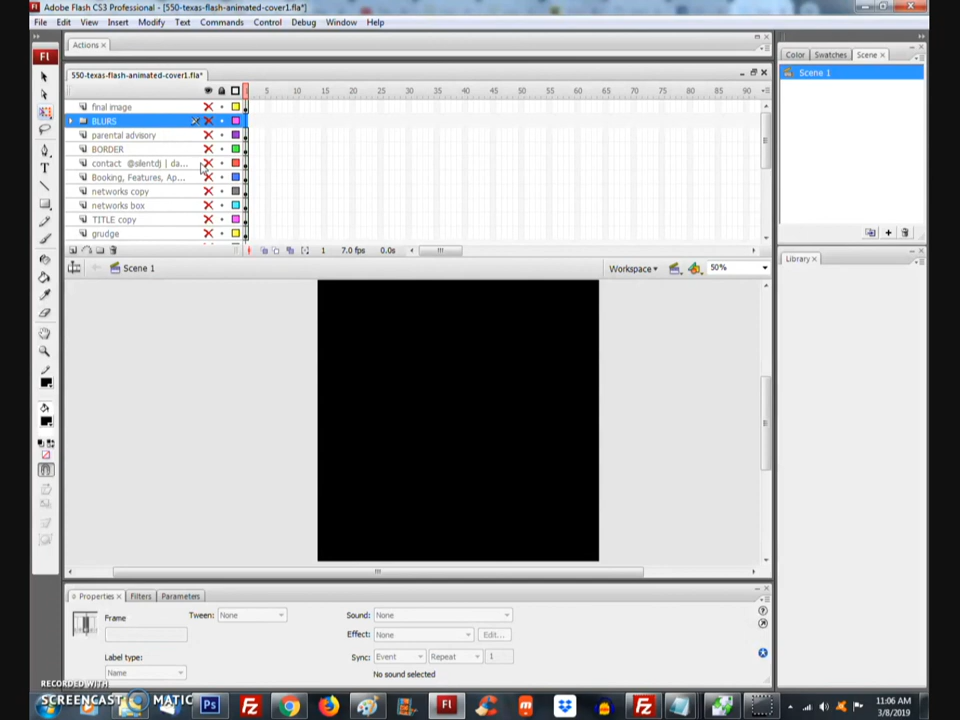 Adobe Flash CS3 Professional - [550-texas-flash-animated-cover1.fla*]
File Edit View Insert Modify Text Commands Control Debug Window Help
Actions ×
550-texas-flash-animated-cover1.fla*
5 10 15 20 25 30 35 40 45 50 55 60 65 70 75 80 85 90
final image
BLURS
parental advisory
BORDER
contact @silentdj | da...
Booking, Features, Ap...
networks copy
networks box
TITLE copy
grudge
1 7.0 fps 0.0s
Scene 1
Workspace
50%
Color Swatches Scene ×
Scene 1
Library ×
Properties × Filters Parameters
Frame
Tween: None
Sound: None
Effect: None Edit...
Label type:
Name
Sync: Event Repeat 1
No sound selected
RECORDED WITH
SCREENCAST MATIC
11:06 AM
3/8/2019
Fl
Ps
Fz
Fl
Fz